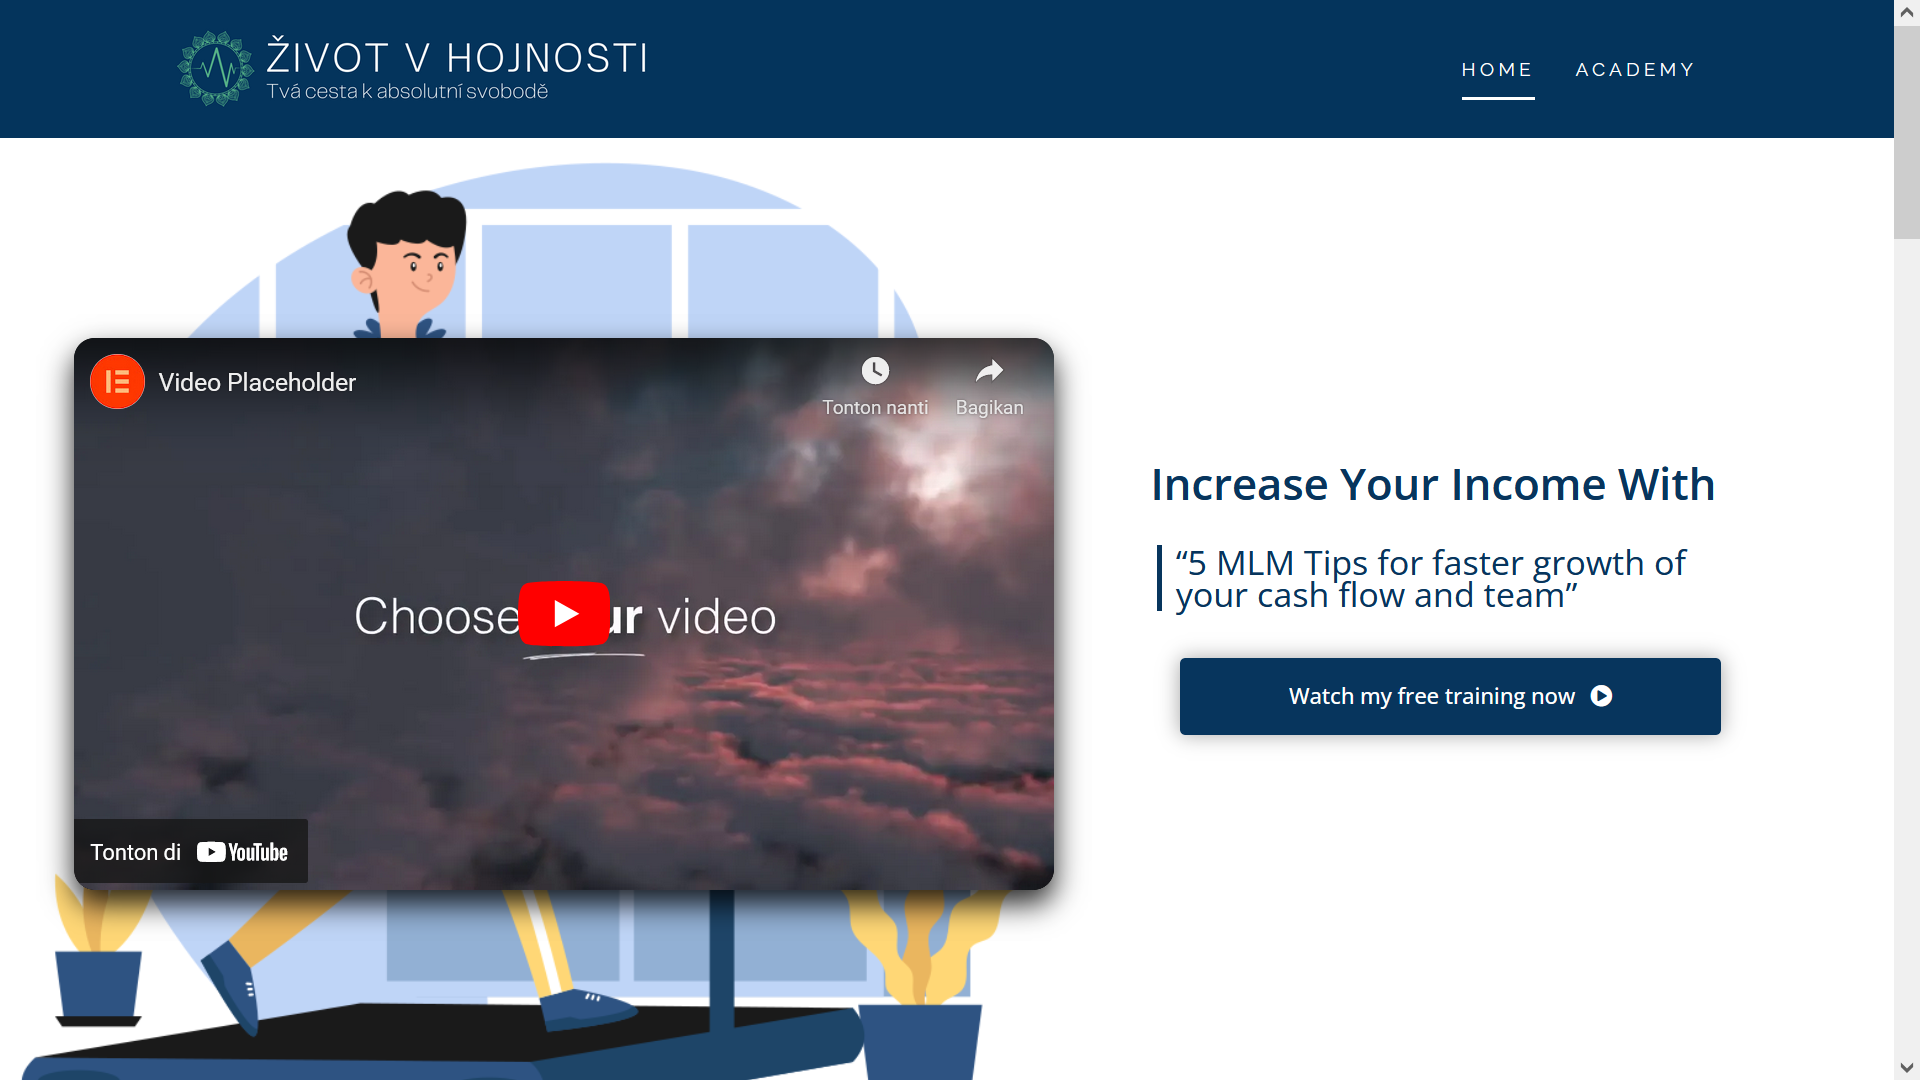 ŽIVOT V HOJNOSTI
Tvá cesta k absolutní svobodě
HOME
ACADEMY
Video Placeholder
Tonton nanti
Bagikan
Choose ur video
Tonton di YouTube
Increase Your Income With
“5 MLM Tips for faster growth of
your cash flow and team”
Watch my free training now